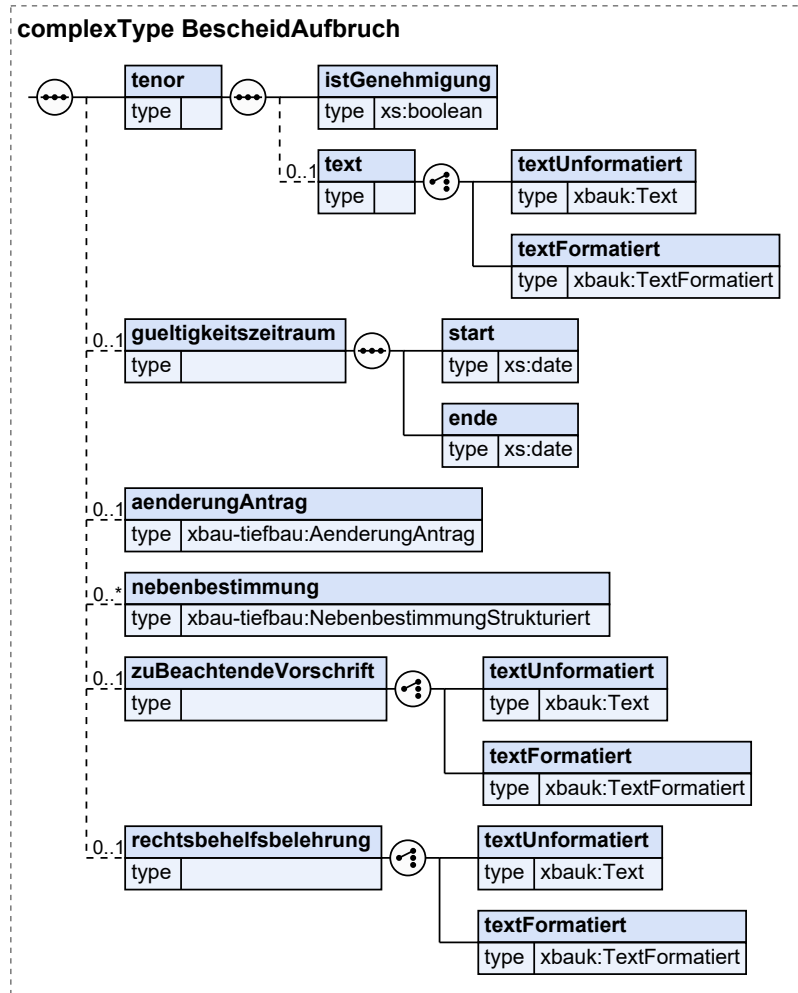 complexType BescheidAufbruch
tenor
type
istGenehmigung
type xs:boolean
0..1
text
type
textUnformatiert
type xbauk:Text
textFormatiert
type xbauk:TextFormatiert
0..1
gueltigkeitszeitraum
type
start
type xs:date
ende
type xs:date
0..1
aenderungAntrag
type xbau-tiefbau:AenderungAntrag
0..*
nebenbestimmung
type xbau-tiefbau:NebenbestimmungStrukturiert
0..1
zuBeachtendeVorschrift
type
textUnformatiert
type xbauk:Text
textFormatiert
type xbauk:TextFormatiert
0..1
rechtsbehelfsbelehrung
type
textUnformatiert
type xbauk:Text
textFormatiert
type xbauk:TextFormatiert